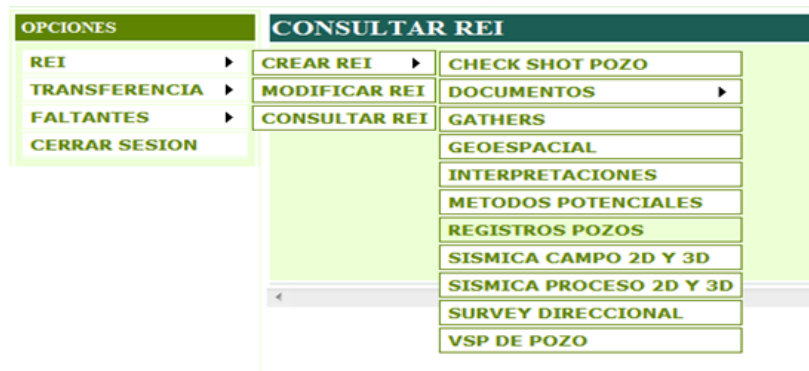 OPCIONES
CONSULTAR REI
REI
TRANSFERENCIA
FALTANTES
CERRAR SESION
CREAR REI
MODIFICAR REI
CONSULTAR REI
CHECK SHOT POZO
DOCUMENTOS
GATHERS
GEOESPACIAL
INTERPRETACIONES
METODOS POTENCIALES
REGISTROS POZOS
SISMICA CAMPO 2D Y 3D
SISMICA PROCESO 2D Y 3D
SURVEY DIRECCIONAL
VSP DE POZO